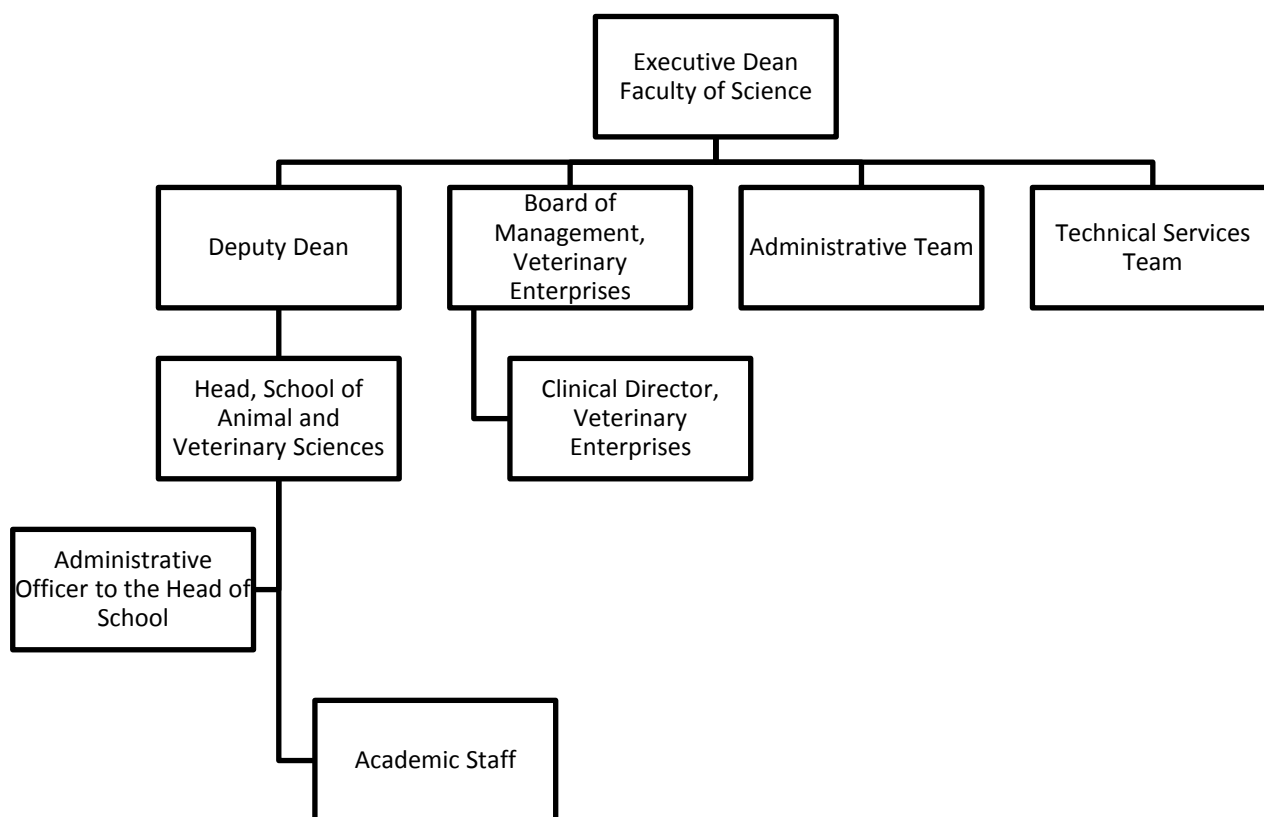 Executive Dean
Faculty of Science
Deputy Dean
Board of
Management,
Veterinary
Enterprises
Administrative Team
Technical Services
Team
Head, School of
Animal and
Veterinary Sciences
Clinical Director,
Veterinary
Enterprises
Administrative
Officer to the Head of
School
Academic Staff